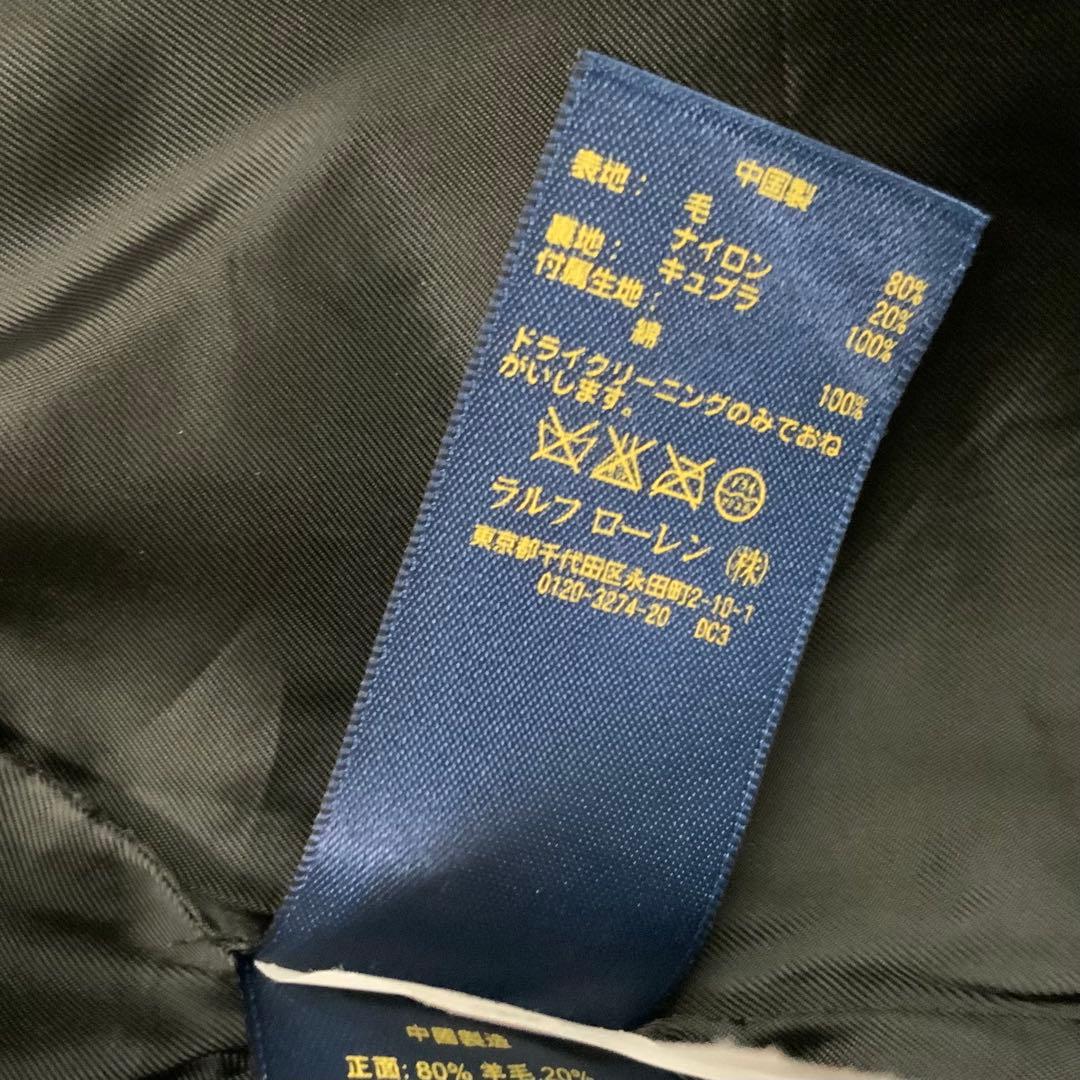 中国製
表地:
毛 80%
ナイロン 20%
裏地: キュプラ 100%
付属生地:
綿 100%
ドライクリーニングのみでおね
がいします。
ドライ
ラルフ ローレン (株)
東京都千代田区永田町2-10-1
0120-3274-20 DC3
中國製造
正面; 80% 羊毛,20%